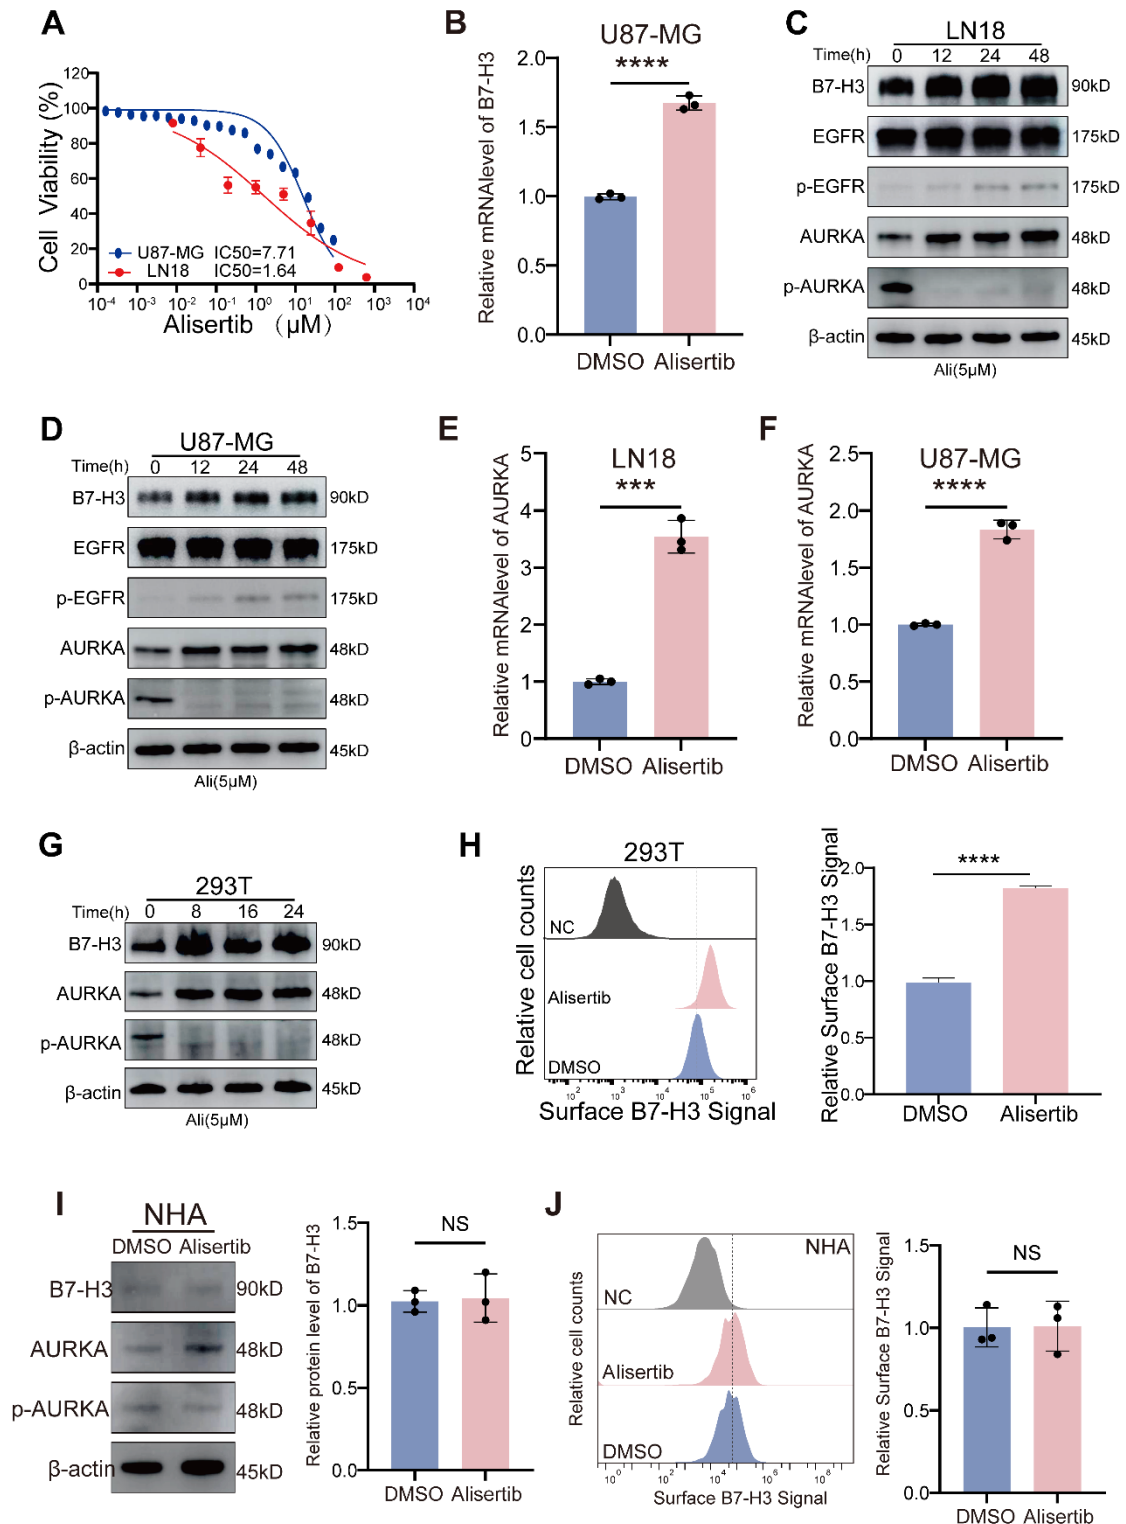 A
120
100
80
60
40
20
0
Cell Viability (%)
U87-MG IC50=7.71
LN18 IC50=1.64
10-4 10-3 10-2 10-1 100 101 102 103 104
Alisertib (μM)
B
U87-MG
****
2.0
1.5
1.0
0.5
0.0
Relative mRNAlevel of B7-H3
DMSO Alisertib
C
LN18
Time(h) 0 12 24 48
B7-H3 90kD
EGFR 175kD
p-EGFR 175kD
AURKA 48kD
p-AURKA 48kD
β-actin 45kD
Ali(5μM)
D
U87-MG
Time(h) 0 12 24 48
B7-H3 90kD
EGFR 175kD
p-EGFR 175kD
AURKA 48kD
p-AURKA 48kD
β-actin 45kD
Ali(5μM)
E
LN18
***
5
4
3
2
1
0
Relative mRNAlevel of AURKA
DMSO Alisertib
F
U87-MG
****
2.5
2.0
1.5
1.0
0.5
0.0
Relative mRNAlevel of AURKA
DMSO Alisertib
G
293T
Time(h) 0 8 16 24
B7-H3 90kD
AURKA 48kD
p-AURKA 48kD
β-actin 45kD
Ali(5μM)
H
293T
NC
Alisertib
DMSO
Relative cell counts
102 103 104 105 106
Surface B7-H3 Signal
****
2.0
1.5
1.0
0.5
0.0
Relative Surface B7-H3 Signal
DMSO Alisertib
I
NHA
DMSO Alisertib
B7-H3 90kD
AURKA 48kD
p-AURKA 48kD
β-actin 45kD
NS
1.5
1.0
0.5
0.0
Relative protein level of B7-H3
DMSO Alisertib
J
NHA
NC
Alisertib
DMSO
Relative cell counts
100 102 104 106 108
Surface B7-H3 Signal
NS
1.5
1.0
0.5
0.0
Relative Surface B7-H3 Signal
DMSO Alisertib